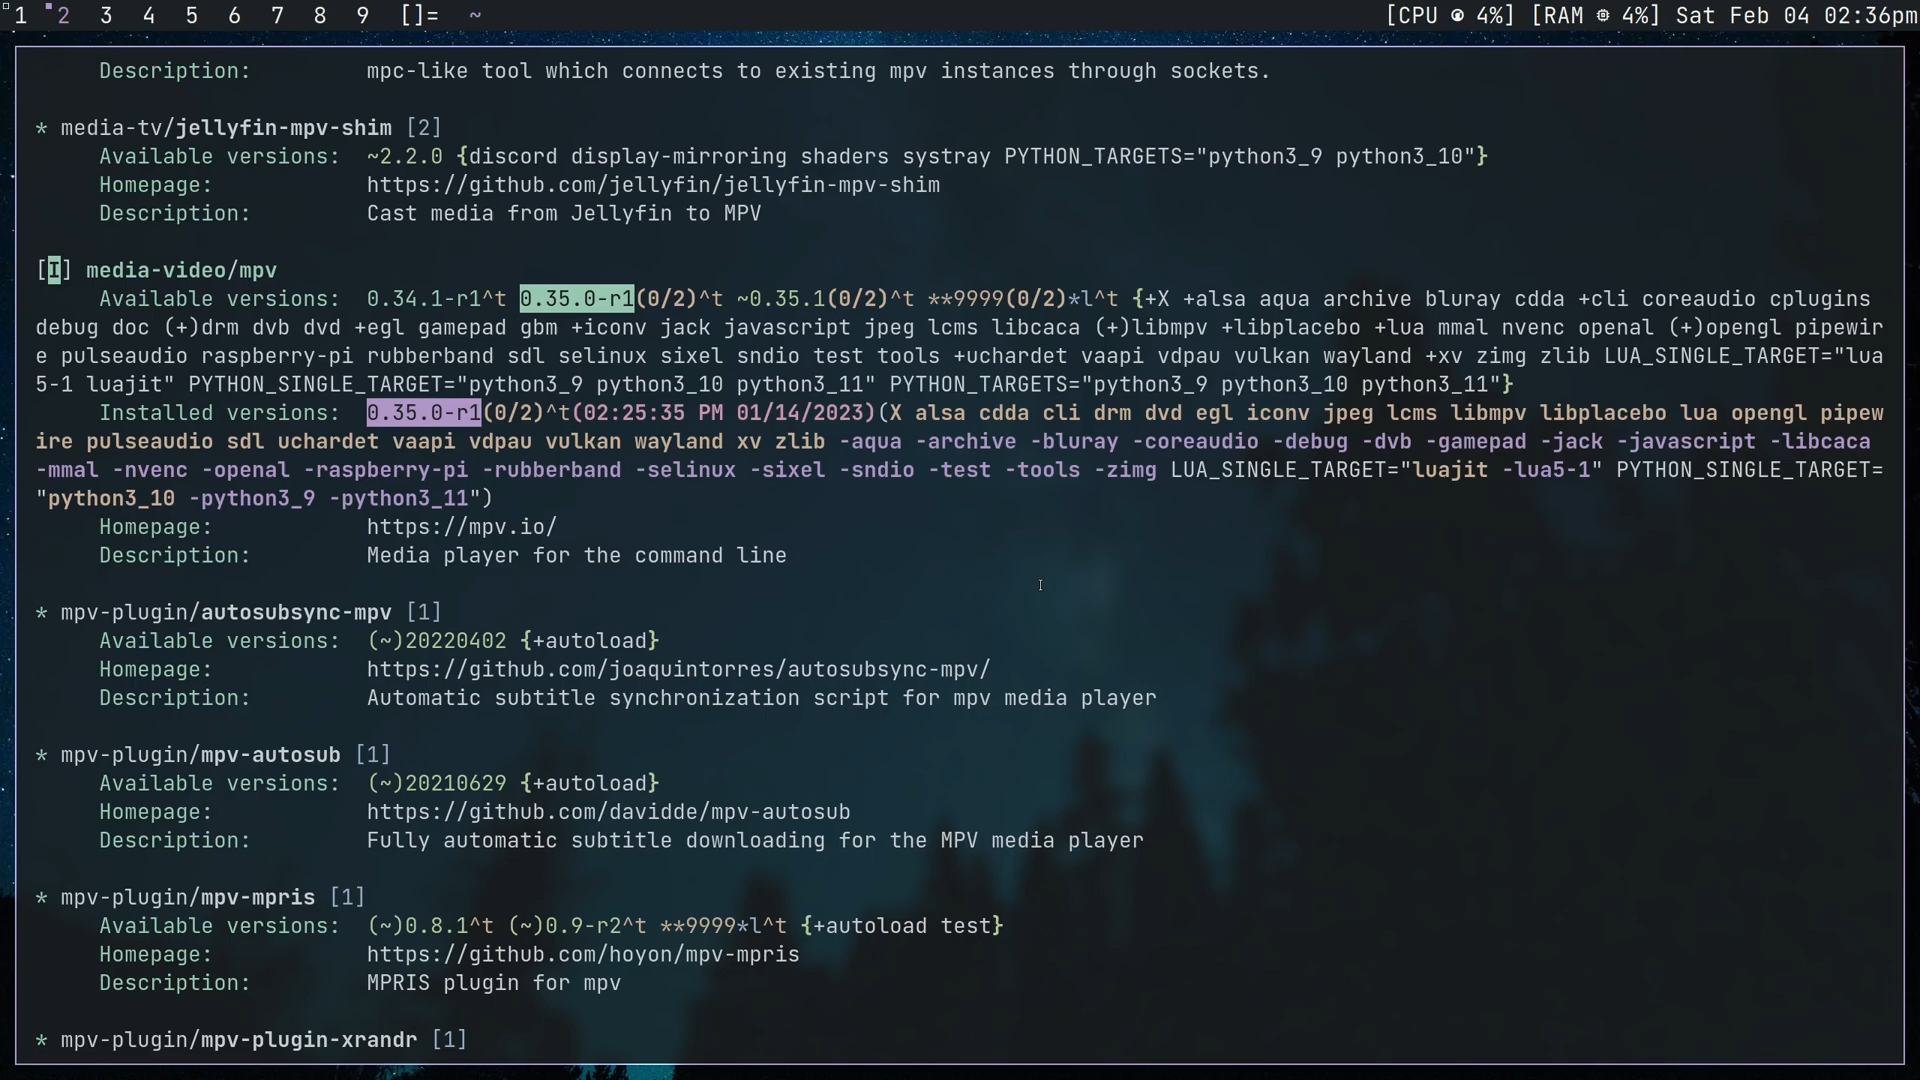 1 2 3 4 5 6 7 8 9 []= ~ [CPU 4%] [RAM 4%] Sat Feb 04 02:36pm
Description: mpc-like tool which connects to existing mpv instances through sockets.
* media-tv/jellyfin-mpv-shim [2]
Available versions: ~2.2.0 {discord display-mirroring shaders systray PYTHON_TARGETS="python3_9 python3_10"}
Homepage: https://github.com/jellyfin/jellyfin-mpv-shim
Description: Cast media from Jellyfin to MPV
[I] media-video/mpv
Available versions: 0.34.1-r1^t 0.35.0-r1(0/2)^t ~0.35.1(0/2)^t **9999(0/2)*l^t {+X +alsa aqua archive bluray cdda +cli coreaudio cplugins
debug doc (+)drm dvb dvd +egl gamepad gbm +iconv jack javascript jpeg lcms libcaca (+)libmpv +libplacebo +lua mmal nvenc openal (+)opengl pipewir
e pulseaudio raspberry-pi rubberband sdl selinux sixel sndio test tools +uchardet vaapi vdpau vulkan wayland +xv zimg zlib LUA_SINGLE_TARGET="lua
5-1 luajit" PYTHON_SINGLE_TARGET="python3_9 python3_10 python3_11" PYTHON_TARGETS="python3_9 python3_10 python3_11"}
Installed versions: 0.35.0-r1(0/2)^t(02:25:35 PM 01/14/2023)(X alsa cdda cli drm dvd egl iconv jpeg lcms libmpv libplacebo lua opengl pipew
ire pulseaudio sdl uchardet vaapi vdpau vulkan wayland xv zlib -aqua -archive -bluray -coreaudio -debug -dvb -gamepad -jack -javascript -libcaca
-mmal -nvenc -openal -raspberry-pi -rubberband -selinux -sixel -sndio -test -tools -zimg LUA_SINGLE_TARGET="luajit -lua5-1" PYTHON_SINGLE_TARGET=
"python3_10 -python3_9 -python3_11")
Homepage: https://mpv.io/
Description: Media player for the command line
* mpv-plugin/autosubsync-mpv [1]
Available versions: (~)20220402 {+autoload}
Homepage: https://github.com/joaquintorres/autosubsync-mpv/
Description: Automatic subtitle synchronization script for mpv media player
* mpv-plugin/mpv-autosub [1]
Available versions: (~)20210629 {+autoload}
Homepage: https://github.com/davidde/mpv-autosub
Description: Fully automatic subtitle downloading for the MPV media player
* mpv-plugin/mpv-mpris [1]
Available versions: (~)0.8.1^t (~)0.9-r2^t **9999*l^t {+autoload test}
Homepage: https://github.com/hoyon/mpv-mpris
Description: MPRIS plugin for mpv
* mpv-plugin/mpv-plugin-xrandr [1]